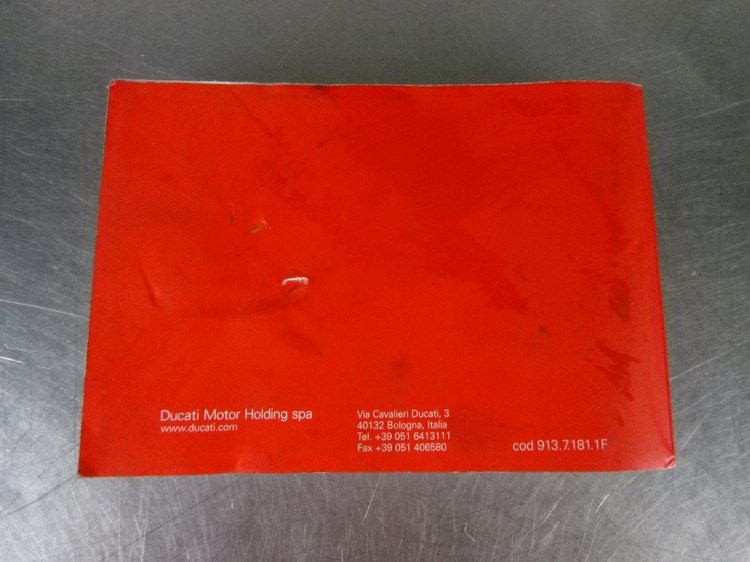 Ducati Motor Holding spa
www.ducati.com
Via Cavalieri Ducati, 3
40132 Bologna, Italia
Tel. +39 051 6413111
Fax +39 051 406580
cod 913.7.181.1F